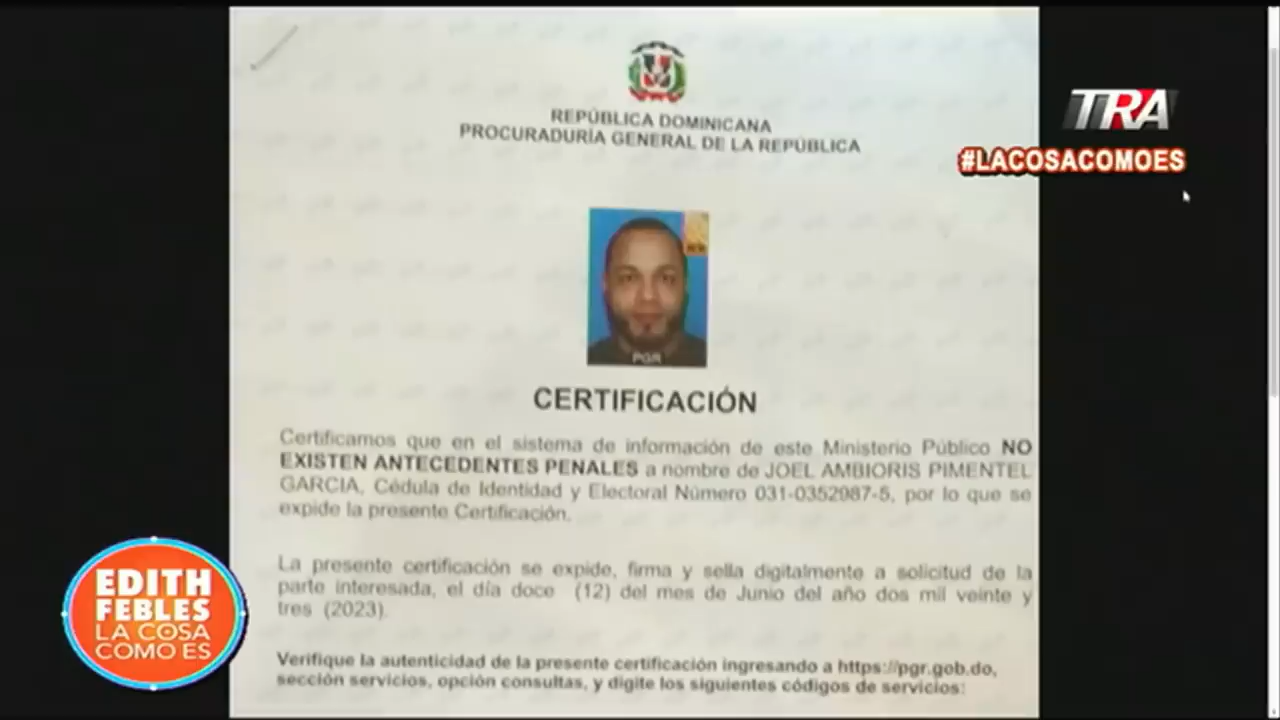 REPÚBLICA DOMINICANA
PROCURADURÍA GENERAL DE LA REPÚBLICA
TRA
#LACOSACOMOES
PGR
CERTIFICACIÓN
Certificamos que en el sistema de información de este Ministerio Público NO
EXISTEN ANTECEDENTES PENALES a nombre de JOEL AMBIORIS PIMENTEL
GARCIA, Cédula de Identidad y Electoral Número 031-0352987-5, por lo que se
expide la presente Certificación.
La presente certificación se expide, firma y sella digitalmente a solicitud de la
parte interesada, el día doce (12) del mes de Junio del año dos mil veinte y
tres (2023).
Verifique la autenticidad de la presente certificación ingresando a https://pgr.gob.do,
sección servicios, opción consultas, y digite los siguientes códigos de servicios:
EDITH
FEBLES
LA COSA
COMO ES